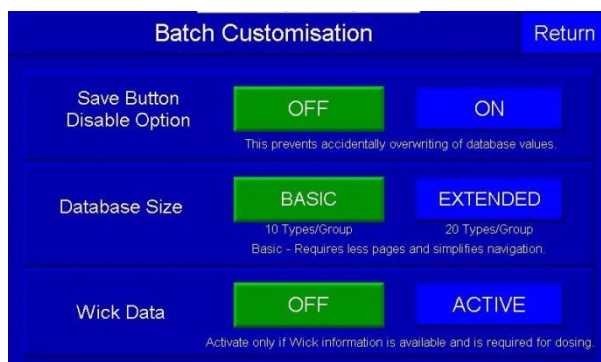 Batch Customisation
Return
Save Button
Disable Option
OFF
ON
This prevents accidentally overwriting of database values.
Database Size
BASIC
EXTENDED
10 Types/Group
20 Types/Group
Basic - Requires less pages and simplifies navigation.
Wick Data
OFF
ACTIVE
Activate only if Wick information is available and is required for dosing.